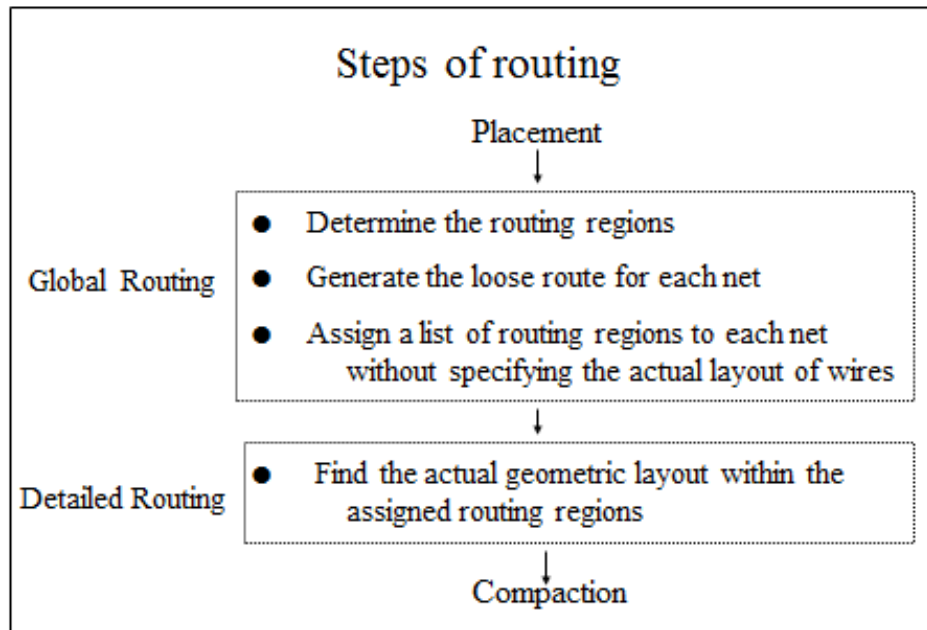 Steps of routing
Placement
● Determine the routing regions
Global Routing
● Generate the loose route for each net
● Assign a list of routing regions to each net
without specifying the actual layout of wires
Detailed Routing
● Find the actual geometric layout within the
assigned routing regions
Compaction